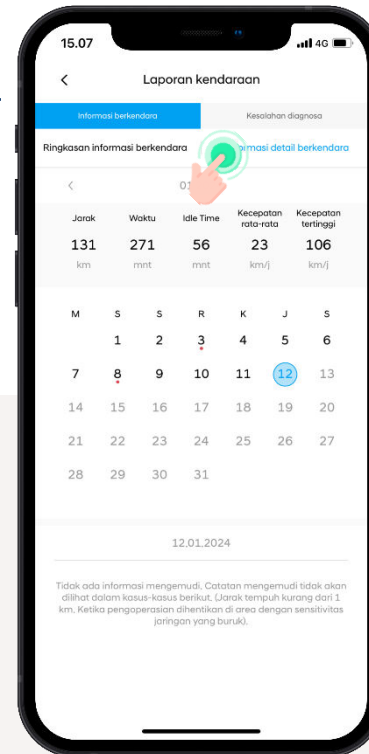 15.07
4G
Laporan kendaraan
Informasi berkendara Kesalahan diagnosa
Ringkasan informasi berkendara masi detail berkendara
01
Jarak Waktu Idle Time Kecepatan rata-rata Kecepatan tertinggi
131 271 56 23 106
km mnt mnt km/j km/j
M S S R K J S
1 2 3 4 5 6
7 8 9 10 11 12 13
14 15 16 17 18 19 20
21 22 23 24 25 26 27
28 29 30 31
12.01.2024
Tidak ada informasi mengemudi. Catatan mengemudi tidak akan
dilihat dalam kasus-kasus berikut. (Jarak tempuh kurang dari 1
km. Ketika pengoperasian dihentikan di area dengan sensitivitas
jaringan yang buruk).